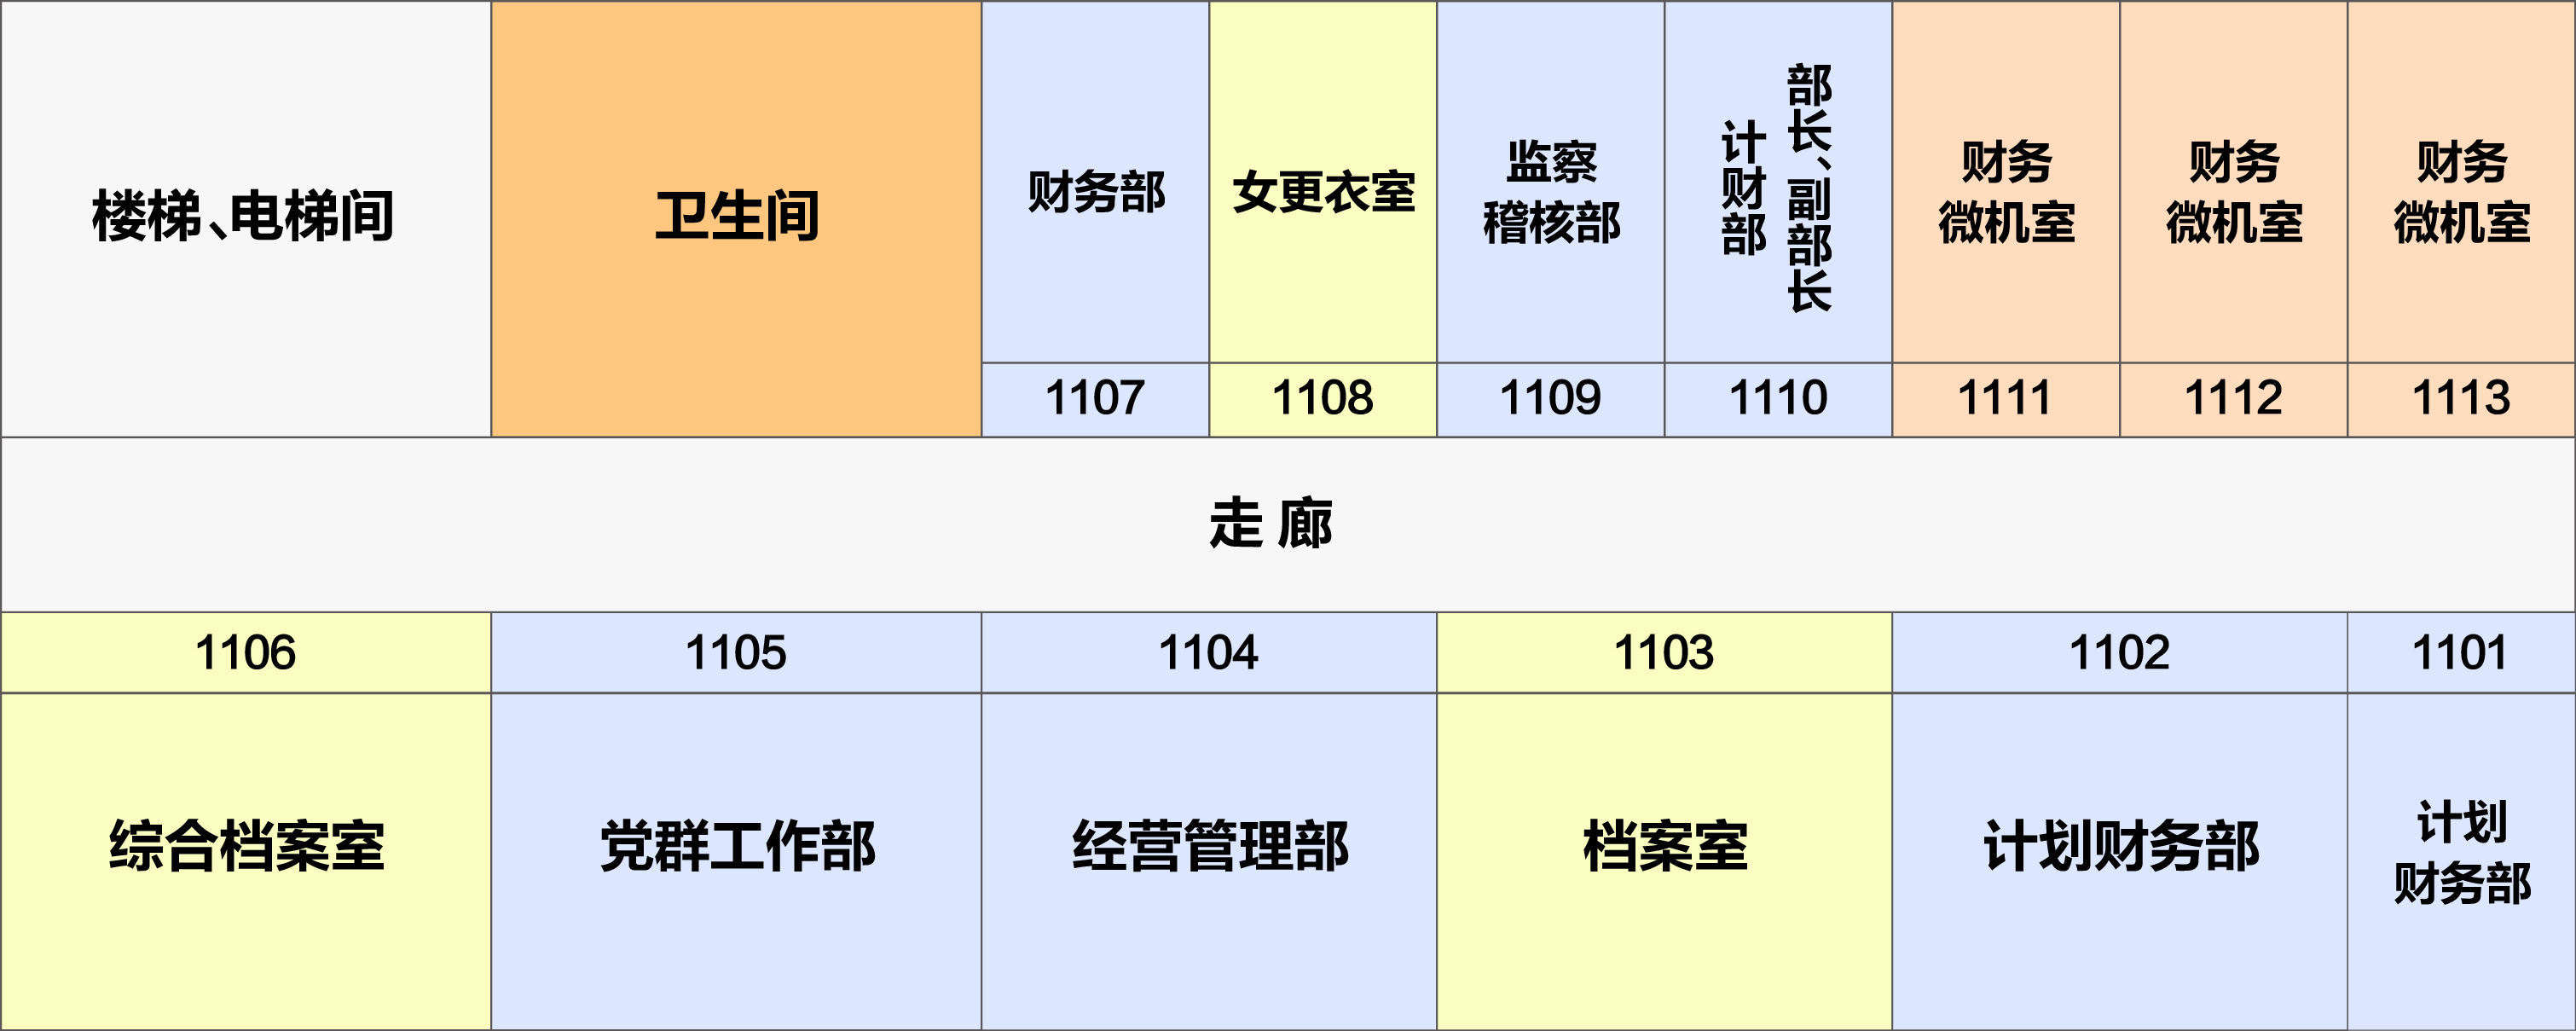 楼梯、电梯间
卫生间
财务部
女更衣室
监察
稽核部
计财部
部长、副部长
财务
微机室
财务
微机室
财务
微机室
1107
1108
1109
1110
1111
1112
1113
走 廊
1106
1105
1104
1103
1102
1101
综合档案室
党群工作部
经营管理部
档案室
计划财务部
计划
财务部